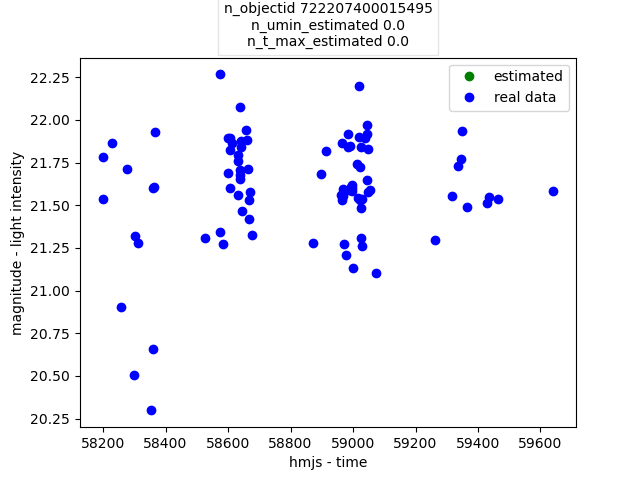 n_objectid 722207400015495
n_umin_estimated 0.0
n_t_max_estimated 0.0
estimated
real data
22.25
22.00
21.75
21.50
21.25
21.00
20.75
20.50
20.25
magnitude - light intensity
58200 58400 58600 58800 59000 59200 59400 59600
hmjs - time